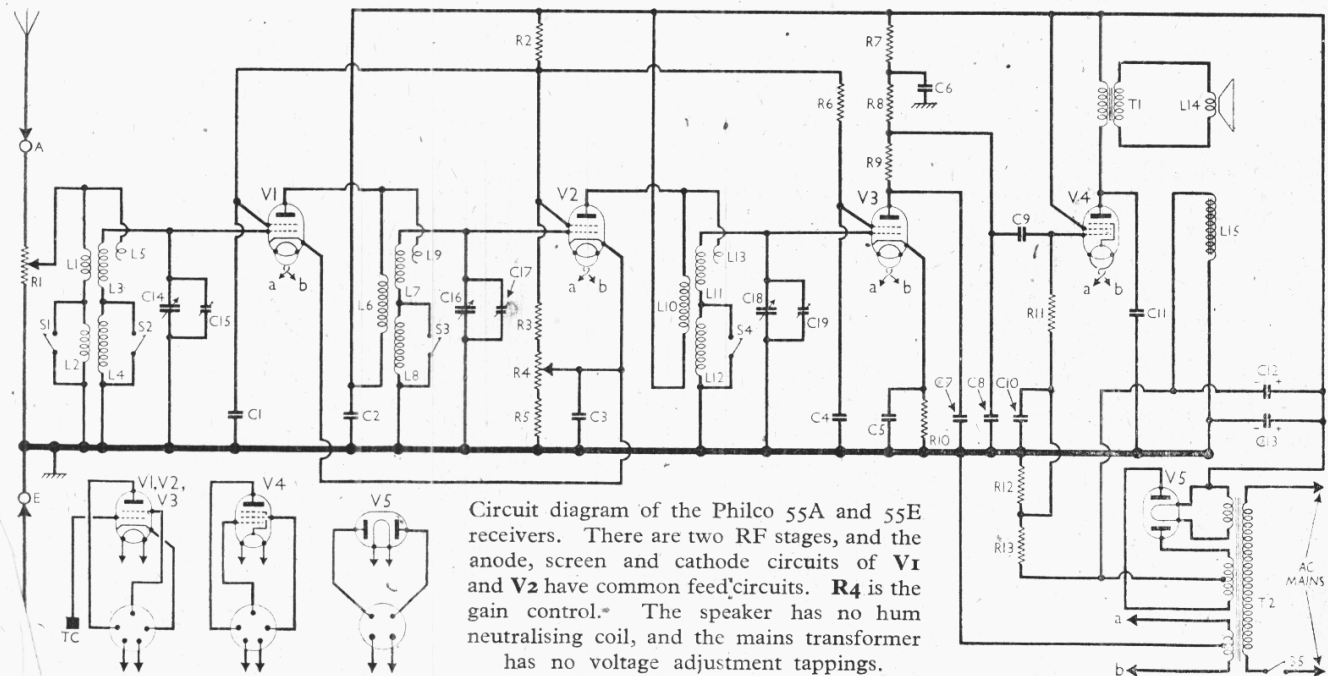 A
R1
L1
L5
L3
S1
L2
S2
L4
C14
C15
C1
V1
a b
C2
L6
L9
L7
L8
S3
C16
C17
R2
V2
a b
R3
R4
R5
C3
L10
L13
L11
L12
S4
C18
C19
R6
C4
R7
R8
C6
R9
V3
a b
C5
R10
C7
C8
C10
C9
R11
V4
a b
C11
T1
L14
L15
C12
- +
C13
- +
R12
R13
V5
T2
AC
MAINS
a
b
S5
E
V1, V2,
V3
TC
V4
V5
Circuit diagram of the Philco 55A and 55E
receivers. There are two RF stages, and the
anode, screen and cathode circuits of V1
and V2 have common feed circuits. R4 is the
gain control. The speaker has no hum
neutralising coil, and the mains transformer
has no voltage adjustment tappings.